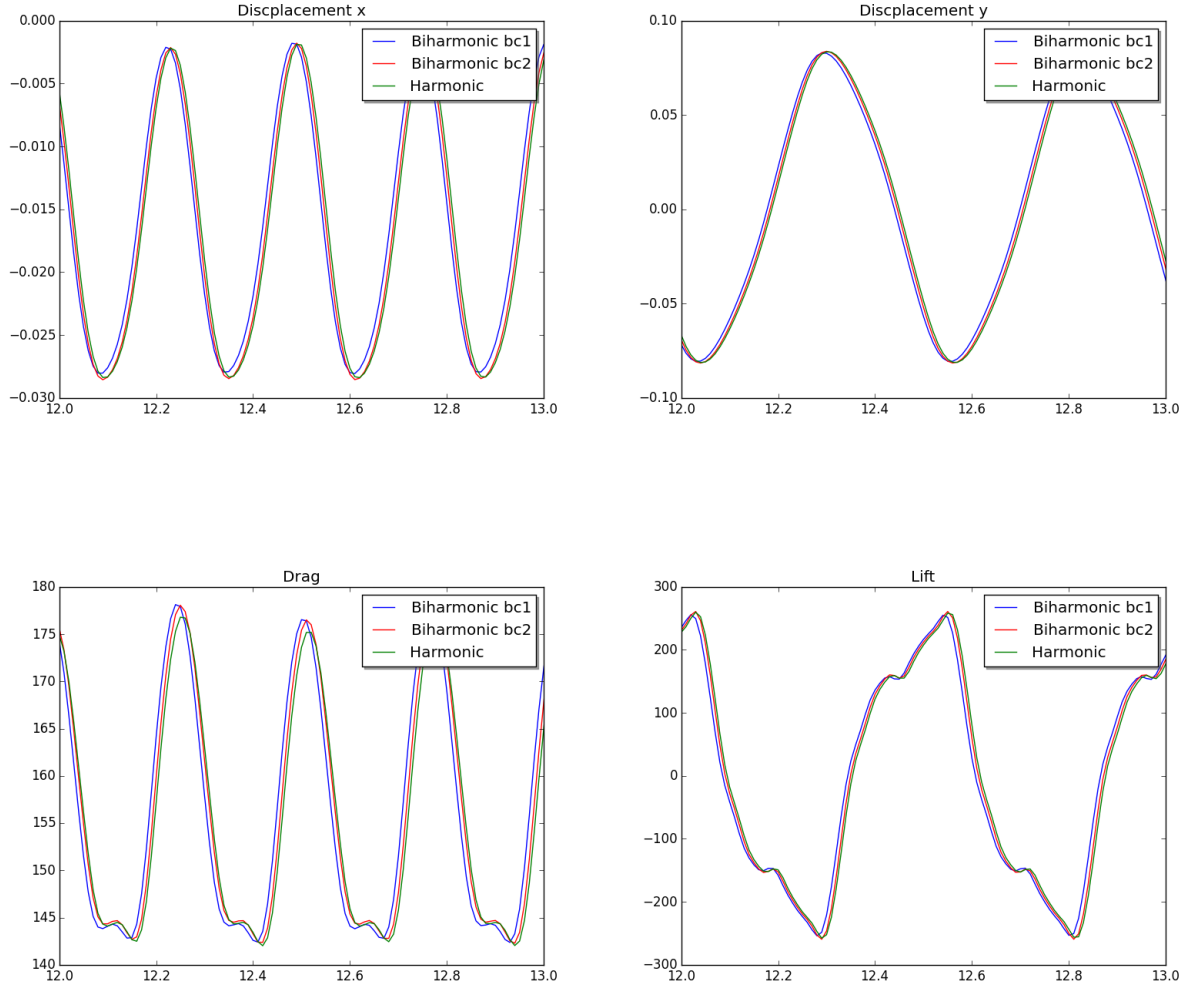 Discplacement x
0.000
−0.005
−0.010
−0.015
−0.020
−0.025
−0.030
12.0 12.2 12.4 12.6 12.8 13.0
Biharmonic bc1
Biharmonic bc2
Harmonic
Discplacement y
0.10
0.05
0.00
−0.05
−0.10
12.0 12.2 12.4 12.6 12.8 13.0
Biharmonic bc1
Biharmonic bc2
Harmonic
Drag
180
175
170
165
160
155
150
145
140
12.0 12.2 12.4 12.6 12.8 13.0
Biharmonic bc1
Biharmonic bc2
Harmonic
Lift
300
200
100
0
−100
−200
−300
12.0 12.2 12.4 12.6 12.8 13.0
Biharmonic bc1
Biharmonic bc2
Harmonic